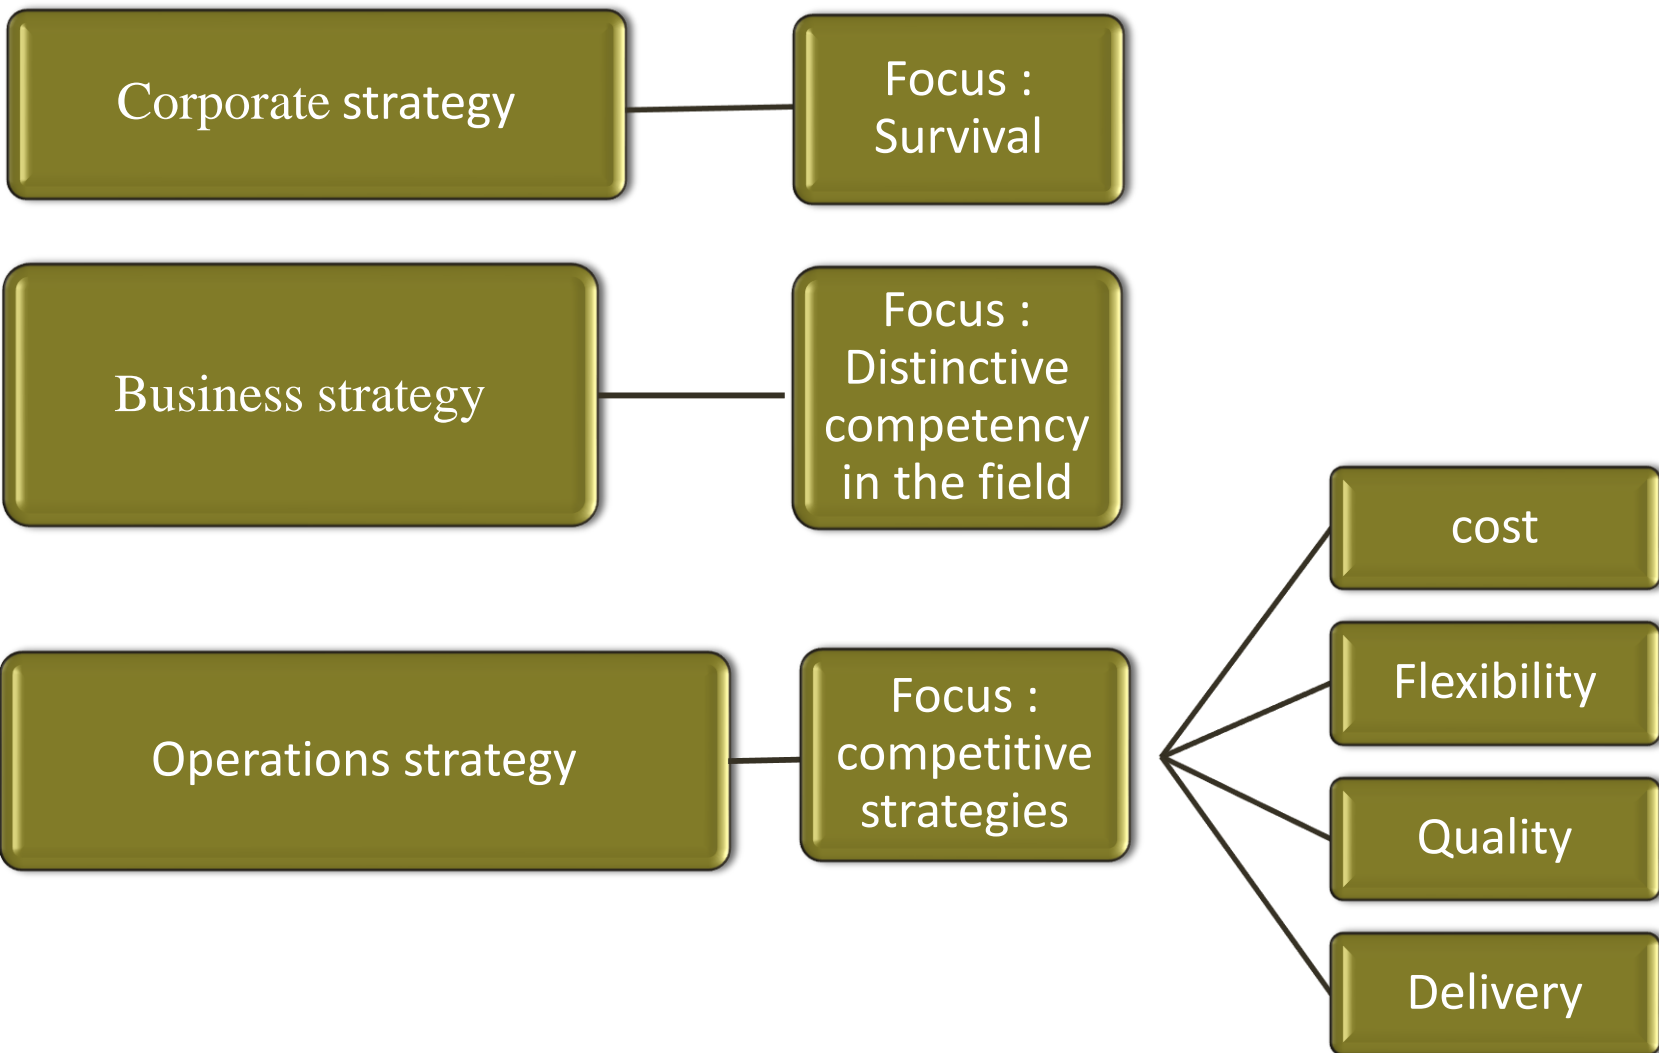 Corporate strategy
Focus :
Survival
Business strategy
Focus :
Distinctive
competency
in the field
Operations strategy
Focus :
competitive
strategies
cost
Flexibility
Quality
Delivery